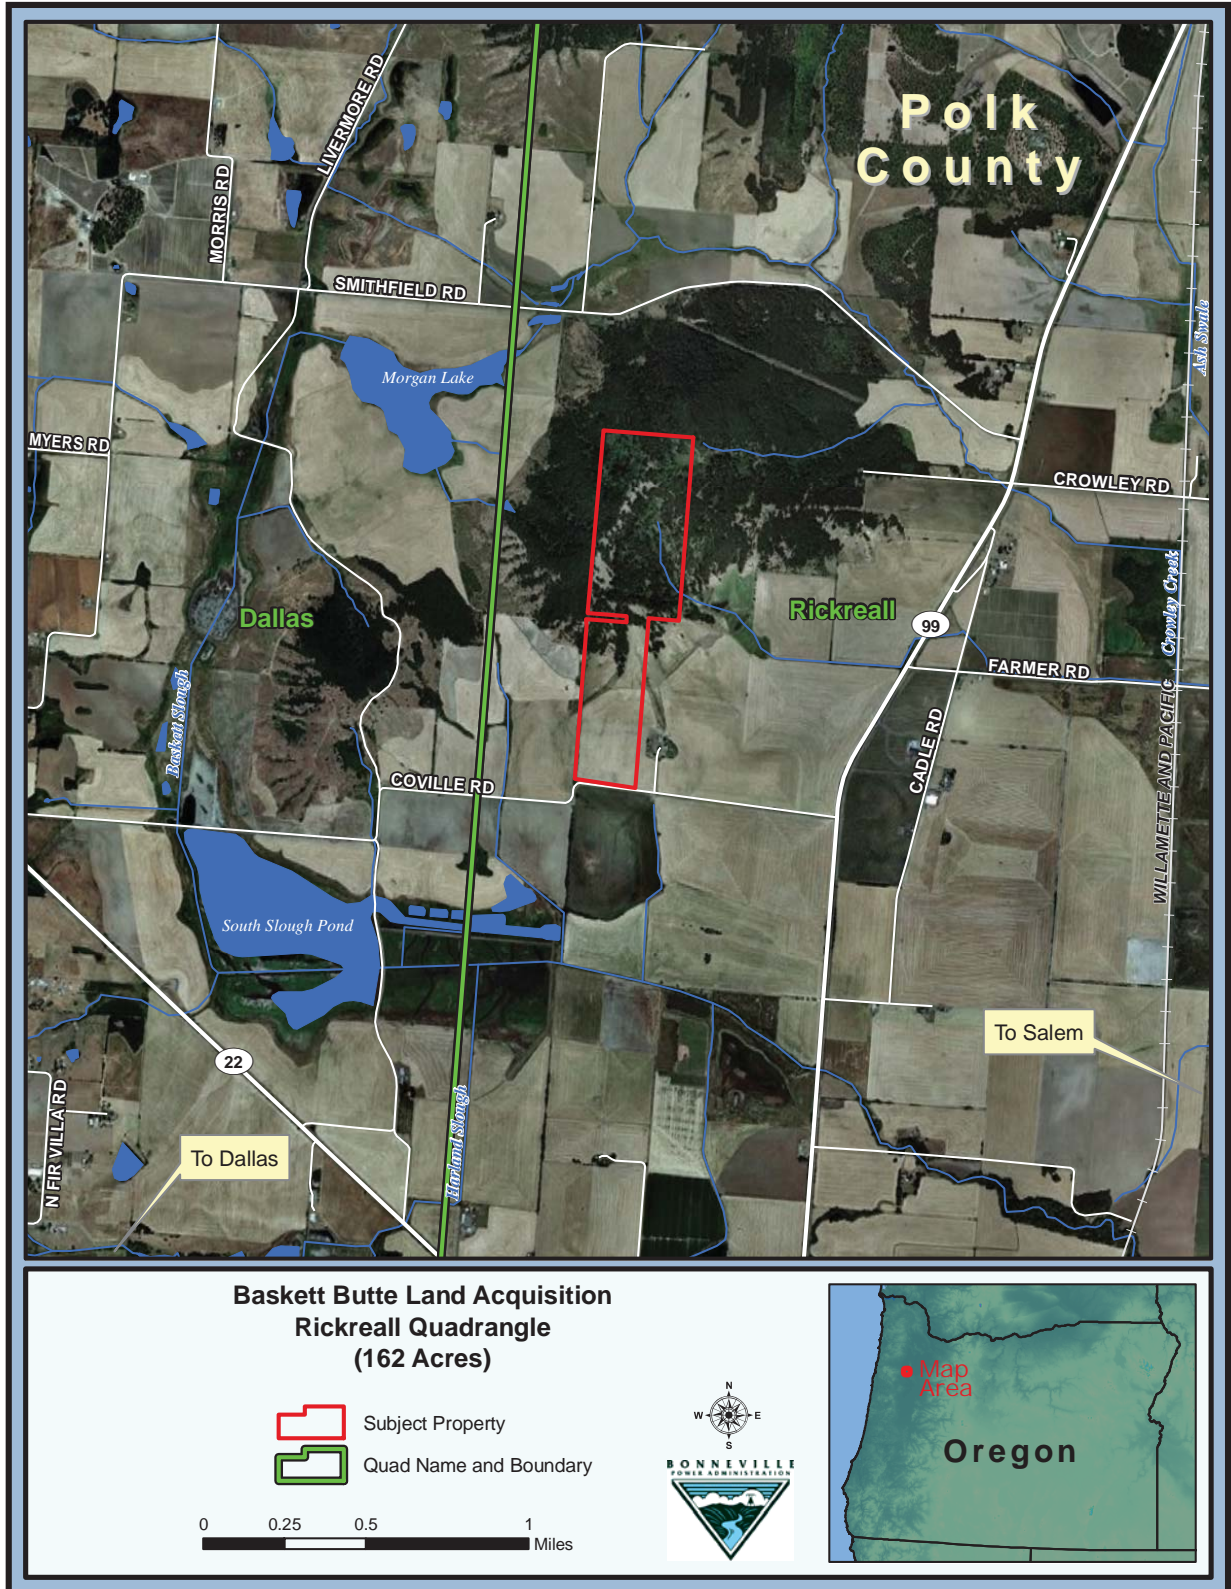 Polk
County
LIVERMORE RD
MORRIS RD
SMITHFIELD RD
Ash Swale
Morgan Lake
MYERS RD
CROWLEY RD
Crowley Creek
Dallas
Rickreall
99
FARMER RD
Baskett Slough
CADLE RD
WILLAMETTE AND PACIFIC
COVILLE RD
South Slough Pond
To Salem
22
N FIR VILLA RD
Harland Slough
To Dallas
Baskett Butte Land Acquisition
Rickreall Quadrangle
(162 Acres)
Subject Property
Quad Name and Boundary
0 0.25 0.5 1
Miles
N
W E
S
BONNEVILLE
POWER ADMINISTRATION
Map
Area
Oregon